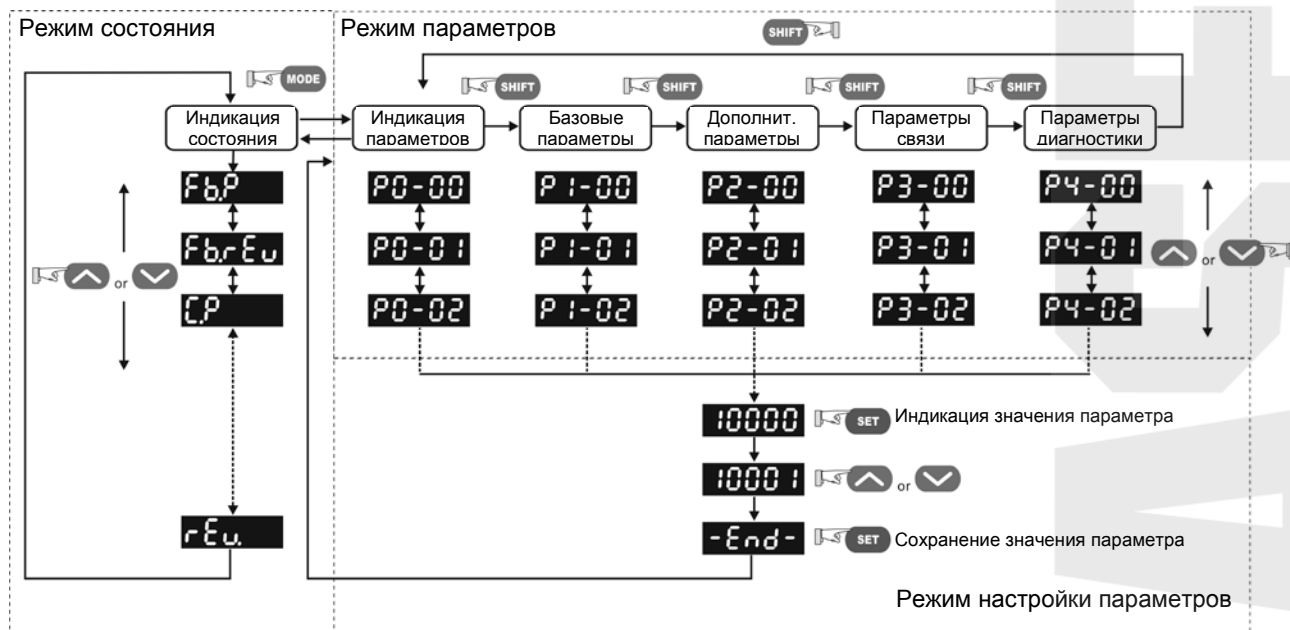 Режим состояния
Режим параметров
SHIFT
MODE
SHIFT
SHIFT
SHIFT
SHIFT
Индикация
состояния
Индикация
параметров
Базовые
параметры
Дополнит.
параметры
Параметры
связи
Параметры
диагностики
Fb.P
P0-00
P1-00
P2-00
P3-00
P4-00
Fb.rEu
P0-01
P1-01
P2-01
P3-01
P4-01
or
or
C.P
P0-02
P1-02
P2-02
P3-02
P4-02
10000
SET
Индикация значения параметра
10001
or
rEu.
-End-
SET
Сохранение значения параметра
Режим настройки параметров